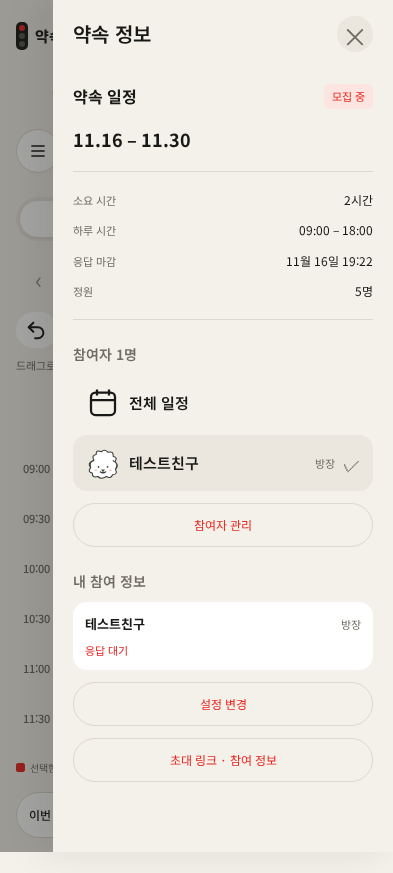 약속 정보
약속 일정
모집 중
11.16 – 11.30
소요 시간
2시간
하루 시간
09:00 – 18:00
응답 마감
11월 16일 19:22
정원
5명
참여자 1명
전체 일정
테스트친구
방장
참여자 관리
내 참여 정보
테스트친구
방장
응답 대기
설정 변경
초대 링크 · 참여 정보
드래그로
09:00
09:30
10:00
10:30
11:00
11:30
이번